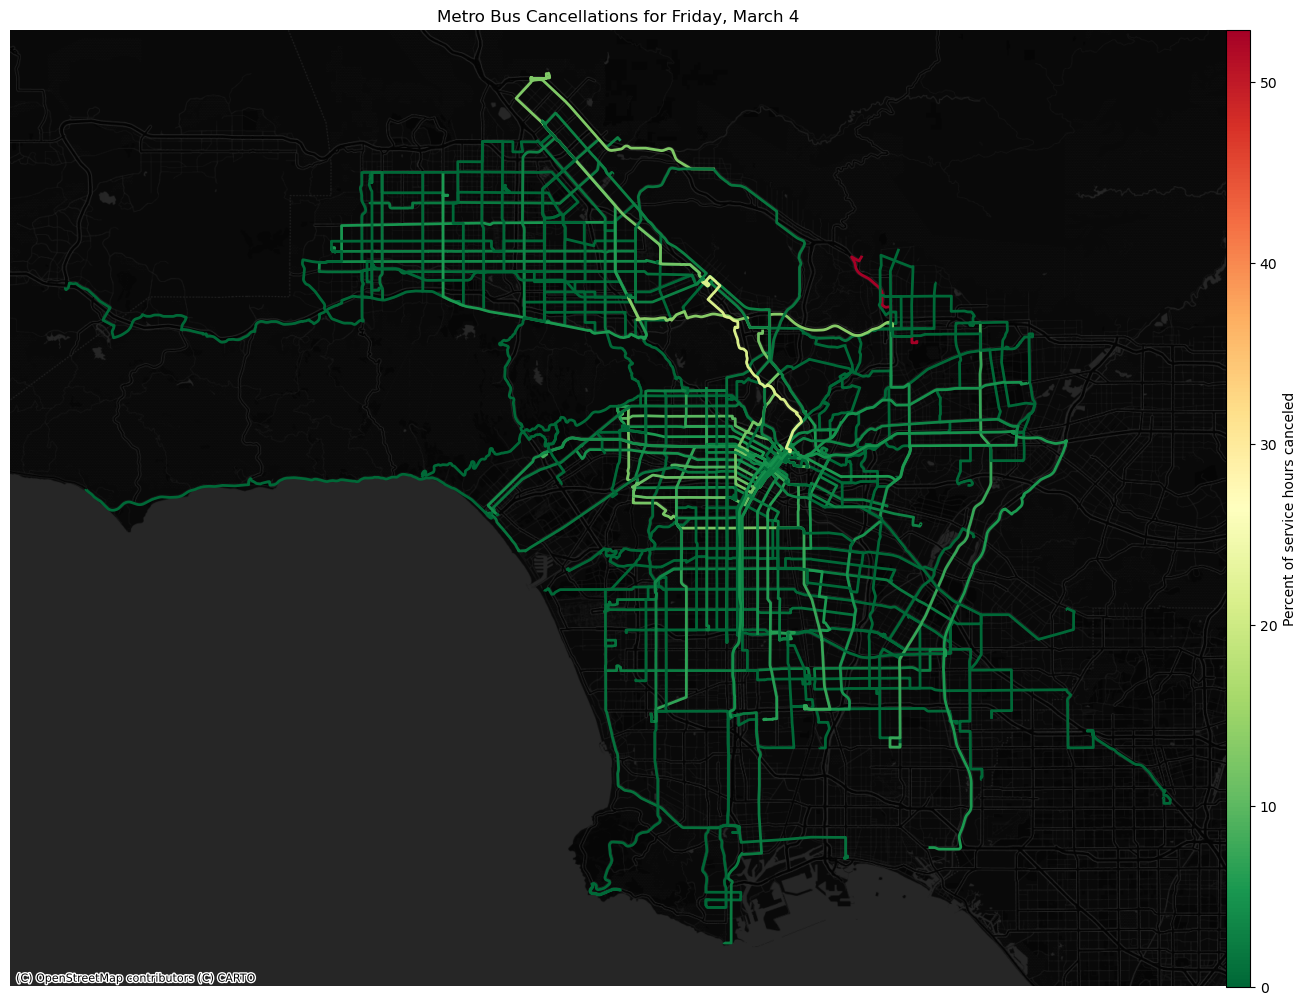 Metro Bus Cancellations for Friday, March 4
50
40
30
20
10
0
Percent of service hours canceled
(C) OpenStreetMap contributors (C) CARTO